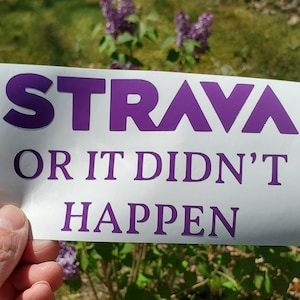 STRAVA
OR IT DIDN'T
HAPPEN